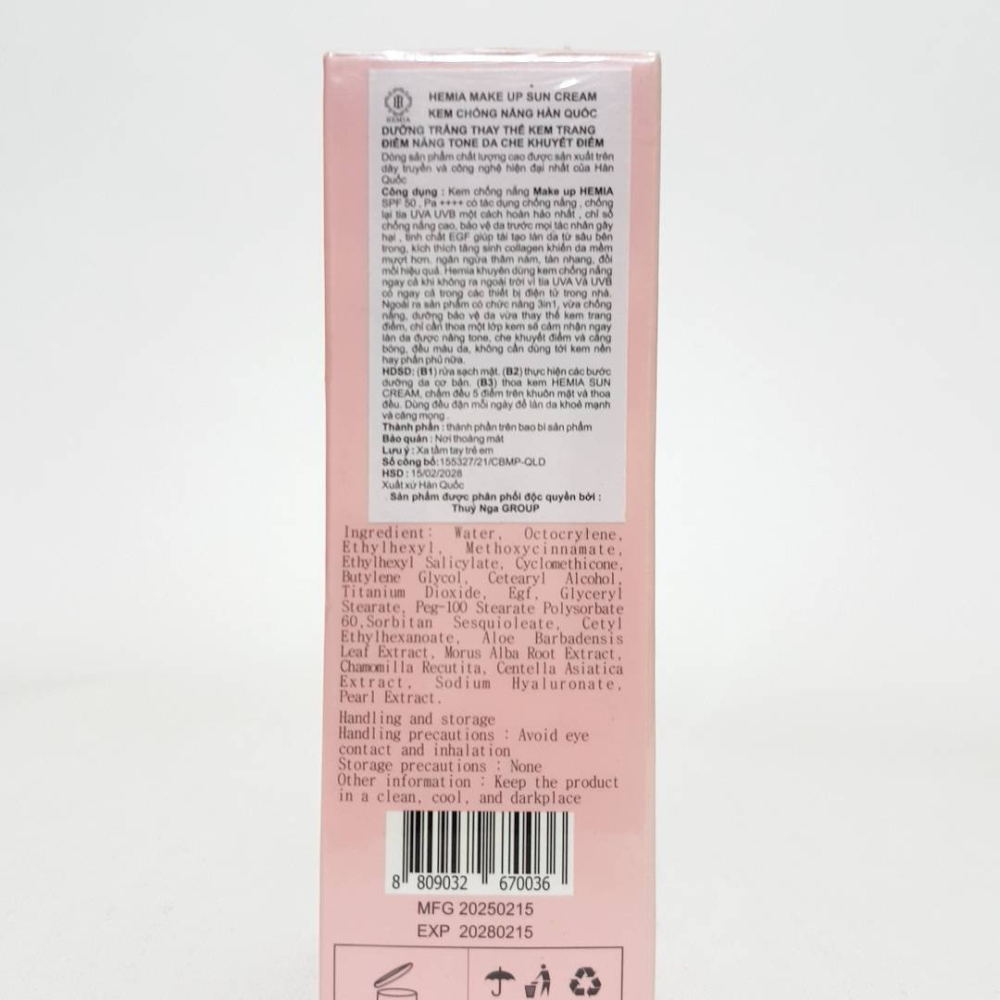 HEMIA
HEMIA MAKE UP SUN CREAM
KEM CHỐNG NẮNG HÀN QUỐC
DƯỠNG TRẮNG THAY THẾ KEM TRANG
ĐIỂM NÂNG TONE DA CHE KHUYẾT ĐIỂM
Dòng sản phẩm chất lượng cao được sản xuất trên
dây truyền và công nghệ hiện đại nhất của Hàn
Quốc
Công dụng : Kem chống nắng Make up HEMIA
SPF 50 , Pa ++++ có tác dụng chống nắng , chống
lại tia UVA UVB một cách hoàn hảo nhất , chỉ số
chống nắng cao, bảo vệ da trước mọi tác nhân gây
hại , tinh chất EGF giúp tái tạo làn da từ sâu bên
trong, kích thích tăng sinh collagen khiến da mềm
mượt hơn, ngăn ngừa thâm nám, tàn nhang, đồi
mồi hiệu quả. Hemia khuyên dùng kem chống nắng
ngay cả khi không ra ngoài trời vì tia UVA Và UVB
có ngay cả trong các thiết bị điện tử trong nhà.
Ngoài ra sản phẩm có chức năng 3in1, vừa chống
nắng, dưỡng bảo vệ da vừa thay thế kem trang
điểm, chỉ cần thoa một lớp kem sẽ cảm nhận ngay
làn da được nâng tone, che khuyết điểm và căng
bóng, đều màu da, không cần dùng tới kem nền
hay phấn phủ nữa.
HDSD: (B1) rửa sạch mặt. (B2) thực hiện các bước
dưỡng da cơ bản. (B3) thoa kem HEMIA SUN
CREAM, chấm đều 5 điểm trên khuôn mặt và thoa
đều. Dùng đều đặn mỗi ngày để làn da khoẻ mạnh
và căng mọng .
Thành phần : thành phần trên bao bì sản phẩm
Bảo quản : Nơi thoáng mát
Lưu ý : Xa tầm tay trẻ em
Số công bố: 155327/21/CBMP-QLD
HSD : 15/02/2028
Xuất xứ Hàn Quốc
Sản phẩm được phân phối độc quyền bởi :
Thuý Nga GROUP
Ingredient: Water, Octocrylene,
Ethylhexyl, Methoxycinnamate,
Ethylhexyl Salicylate, Cyclomethicone,
Butylene Glycol, Cetearyl Alcohol,
Titanium Dioxide, Egf, Glyceryl
Stearate, Peg-100 Stearate Polysorbate
60,Sorbitan Sesquioleate, Cetyl
Ethylhexanoate, Aloe Barbadensis
Leaf Extract, Morus Alba Root Extract,
Chamomilla Recutita, Centella Asiatica
Extract, Sodium Hyaluronate,
Pearl Extract.
Handling and storage
Handling precautions : Avoid eye
contact and inhalation
Storage precautions : None
Other information : Keep the product
in a clean, cool, and darkplace
8 809032 670036
MFG 20250215
EXP 20280215